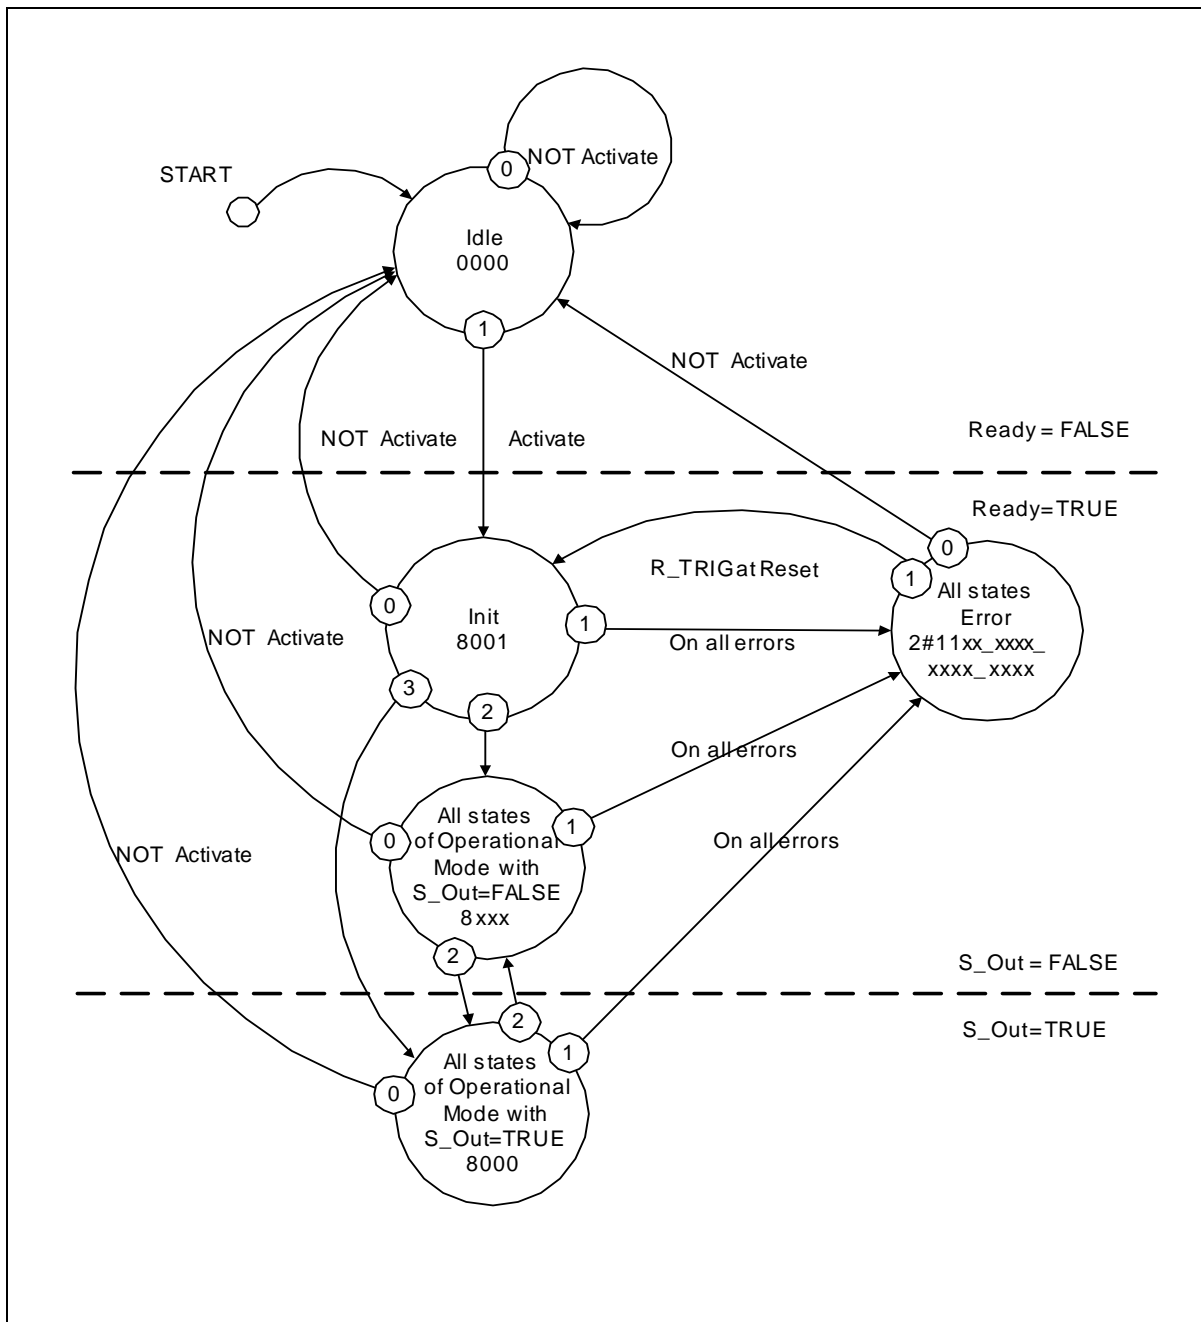 START
0
NOT Activate
Idle
0000
1
NOT Activate
NOT Activate
Activate
Ready = FALSE
Ready=TRUE
R_TRIG at Reset
0
1
All states
Error
2#11xx_xxxx_
xxxx_xxxx
0
Init
8001
1
On all errors
NOT Activate
3
2
On all errors
All states
of Operational
Mode with
S_Out=FALSE
8xxx
0
1
On all errors
NOT Activate
2
S_Out = FALSE
S_Out=TRUE
2
1
0
All states
of Operational
Mode with
S_Out=TRUE
8000